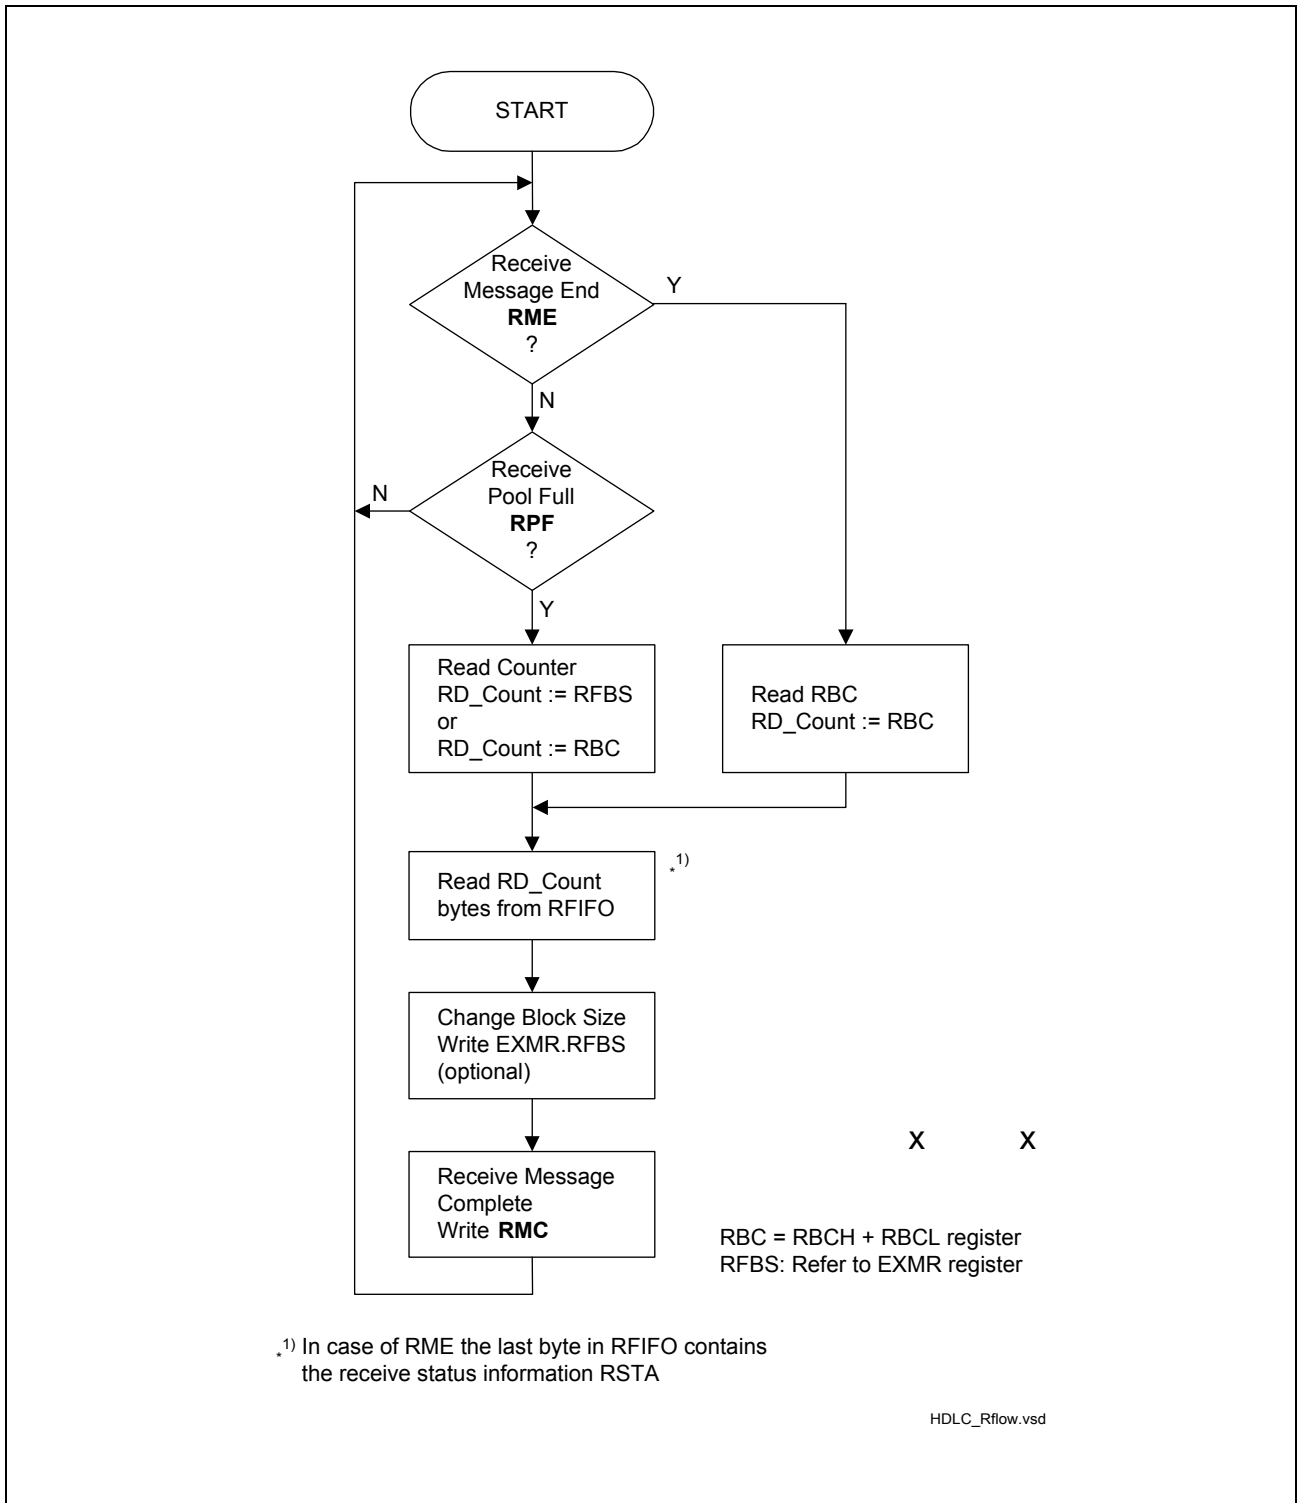 START
Receive
Message End
RME
?
Y
N
Receive
Pool Full
RPF
?
N
Y
Read Counter
RD_Count := RFBS
or
RD_Count := RBC
Read RBC
RD_Count := RBC
Read RD_Count
bytes from RFIFO
*1)
Change Block Size
Write EXMR.RFBS
(optional)
Receive Message
Complete
Write RMC
X X
RBC = RBCH + RBCL register
RFBS: Refer to EXMR register
*1) In case of RME the last byte in RFIFO contains
the receive status information RSTA
HDLC_Rflow.vsd